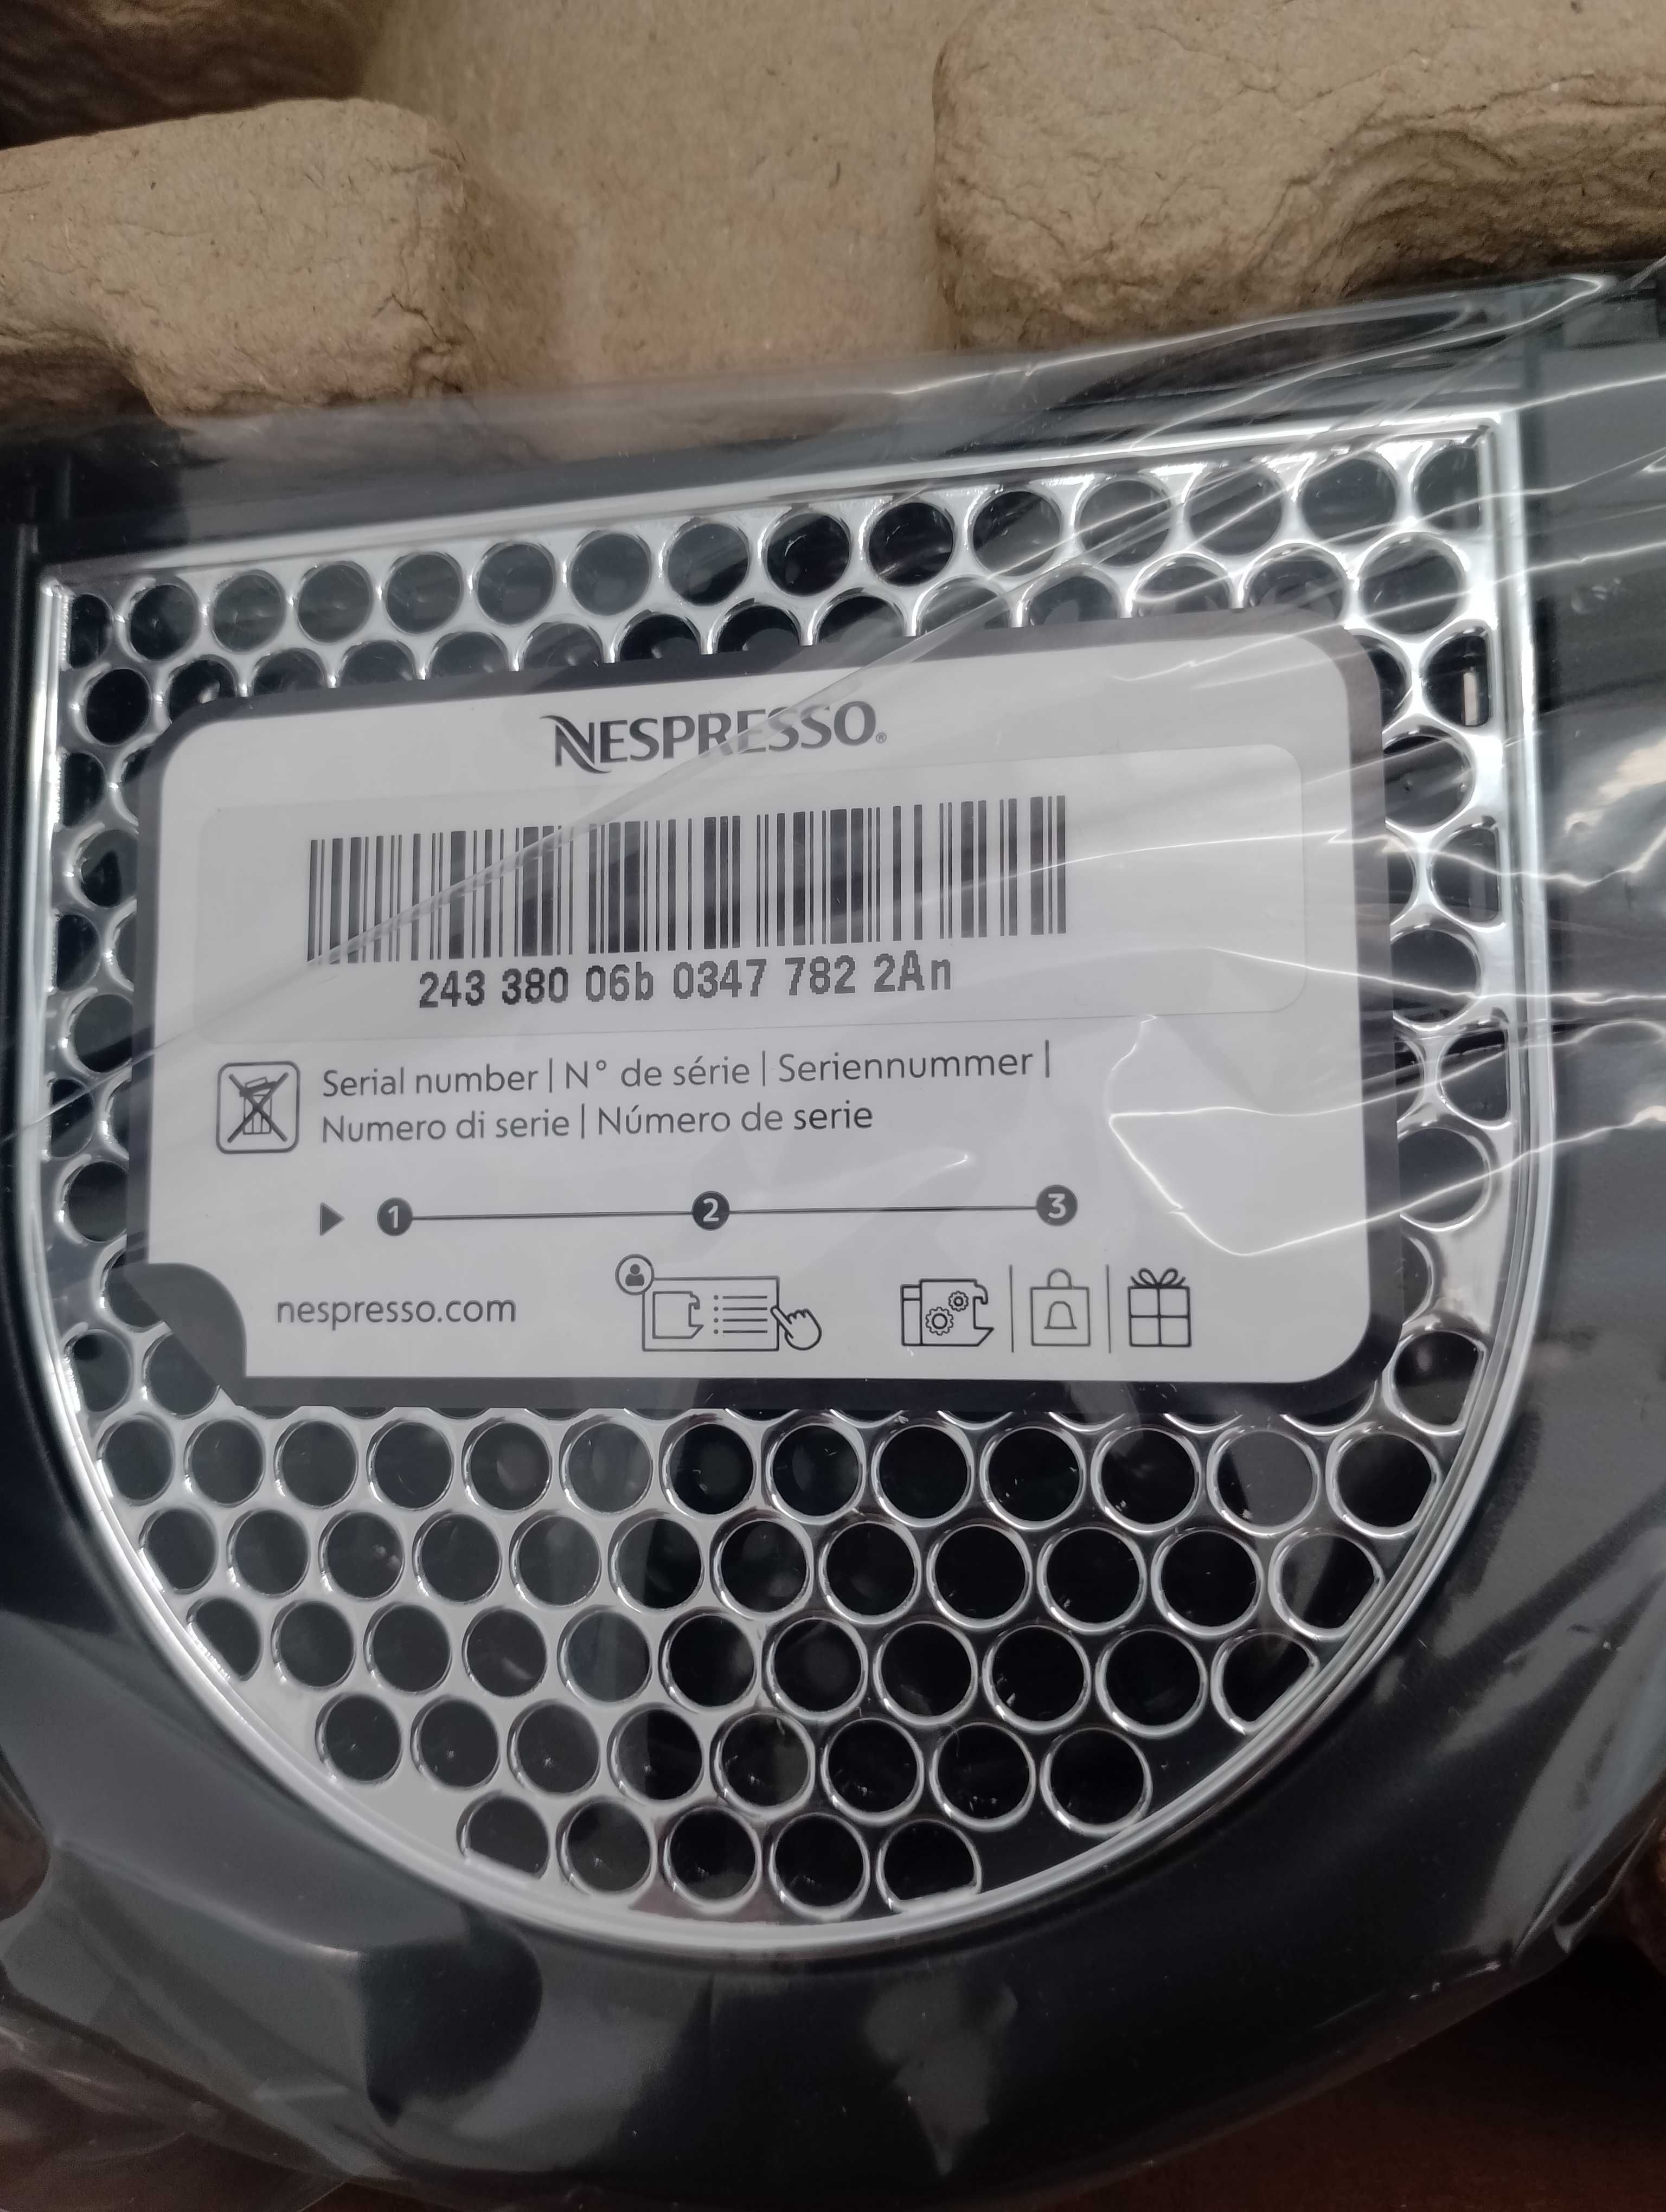 NESPRESSO®
243 380 06b 0347 782 2An
Serial number | N° de série | Seriennummer |
Numero di serie | Número de serie
1 2 3
nespresso.com